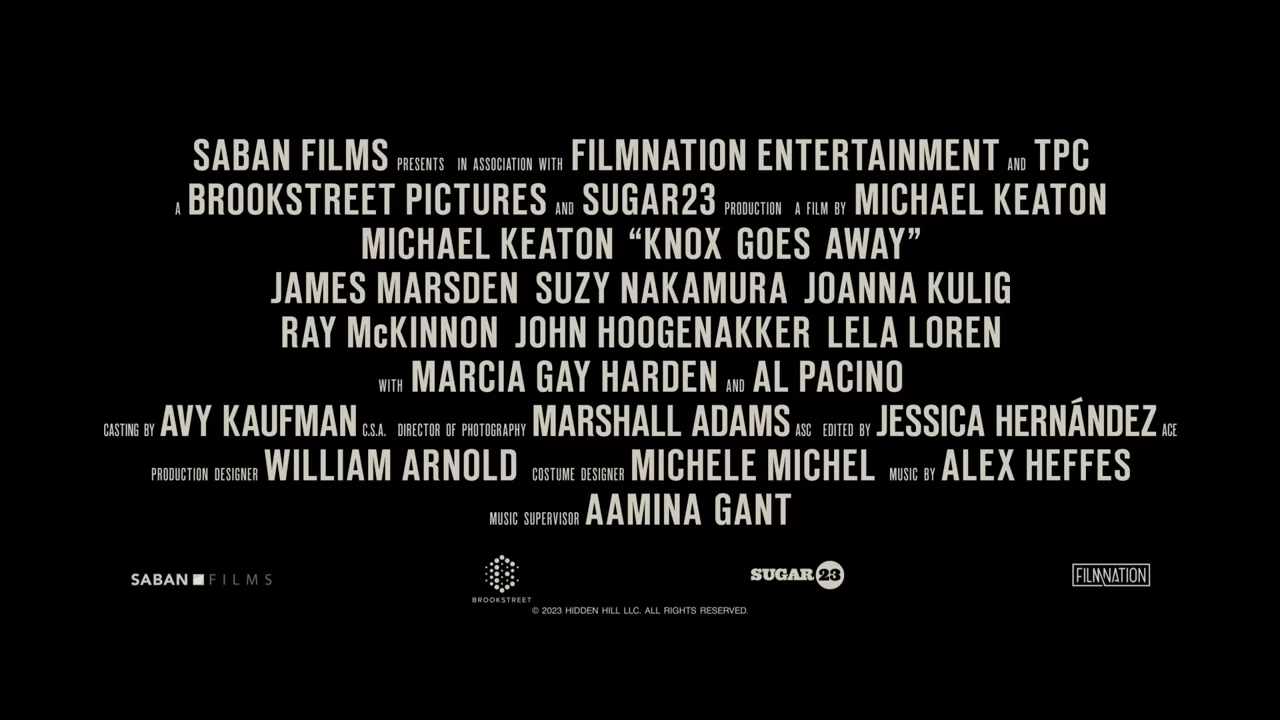 SABAN FILMS PRESENTS IN ASSOCIATION WITH FILMNATION ENTERTAINMENT AND TPC
A BROOKSTREET PICTURES AND SUGAR23 PRODUCTION A FILM BY MICHAEL KEATON
MICHAEL KEATON “KNOX GOES AWAY”
JAMES MARSDEN SUZY NAKAMURA JOANNA KULIG
RAY McKINNON JOHN HOOGENAKKER LELA LOREN
WITH MARCIA GAY HARDEN AND AL PACINO
CASTING BY AVY KAUFMAN C.S.A. DIRECTOR OF PHOTOGRAPHY MARSHALL ADAMS ASC EDITED BY JESSICA HERNÁNDEZ ACE
PRODUCTION DESIGNER WILLIAM ARNOLD COSTUME DESIGNER MICHELE MICHEL MUSIC BY ALEX HEFFES
MUSIC SUPERVISOR AAMINA GANT
SABAN FILMS
BROOKSTREET
SUGAR 23
FILMNATION
© 2023 HIDDEN HILL LLC. ALL RIGHTS RESERVED.